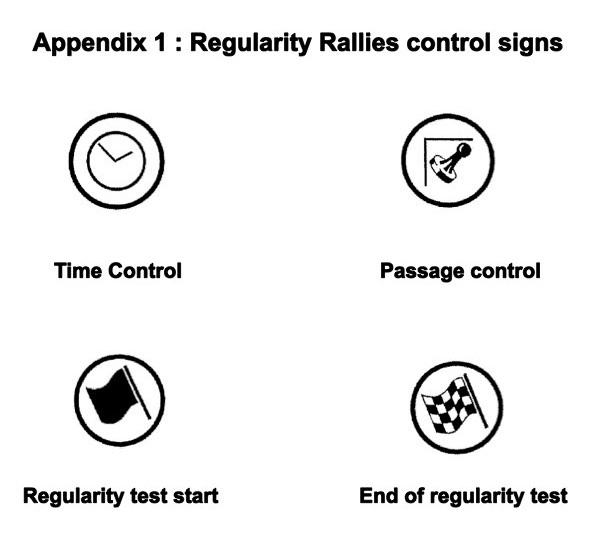 Appendix 1 : Regularity Rallies control signs
Time Control
Passage control
Regularity test start
End of regularity test